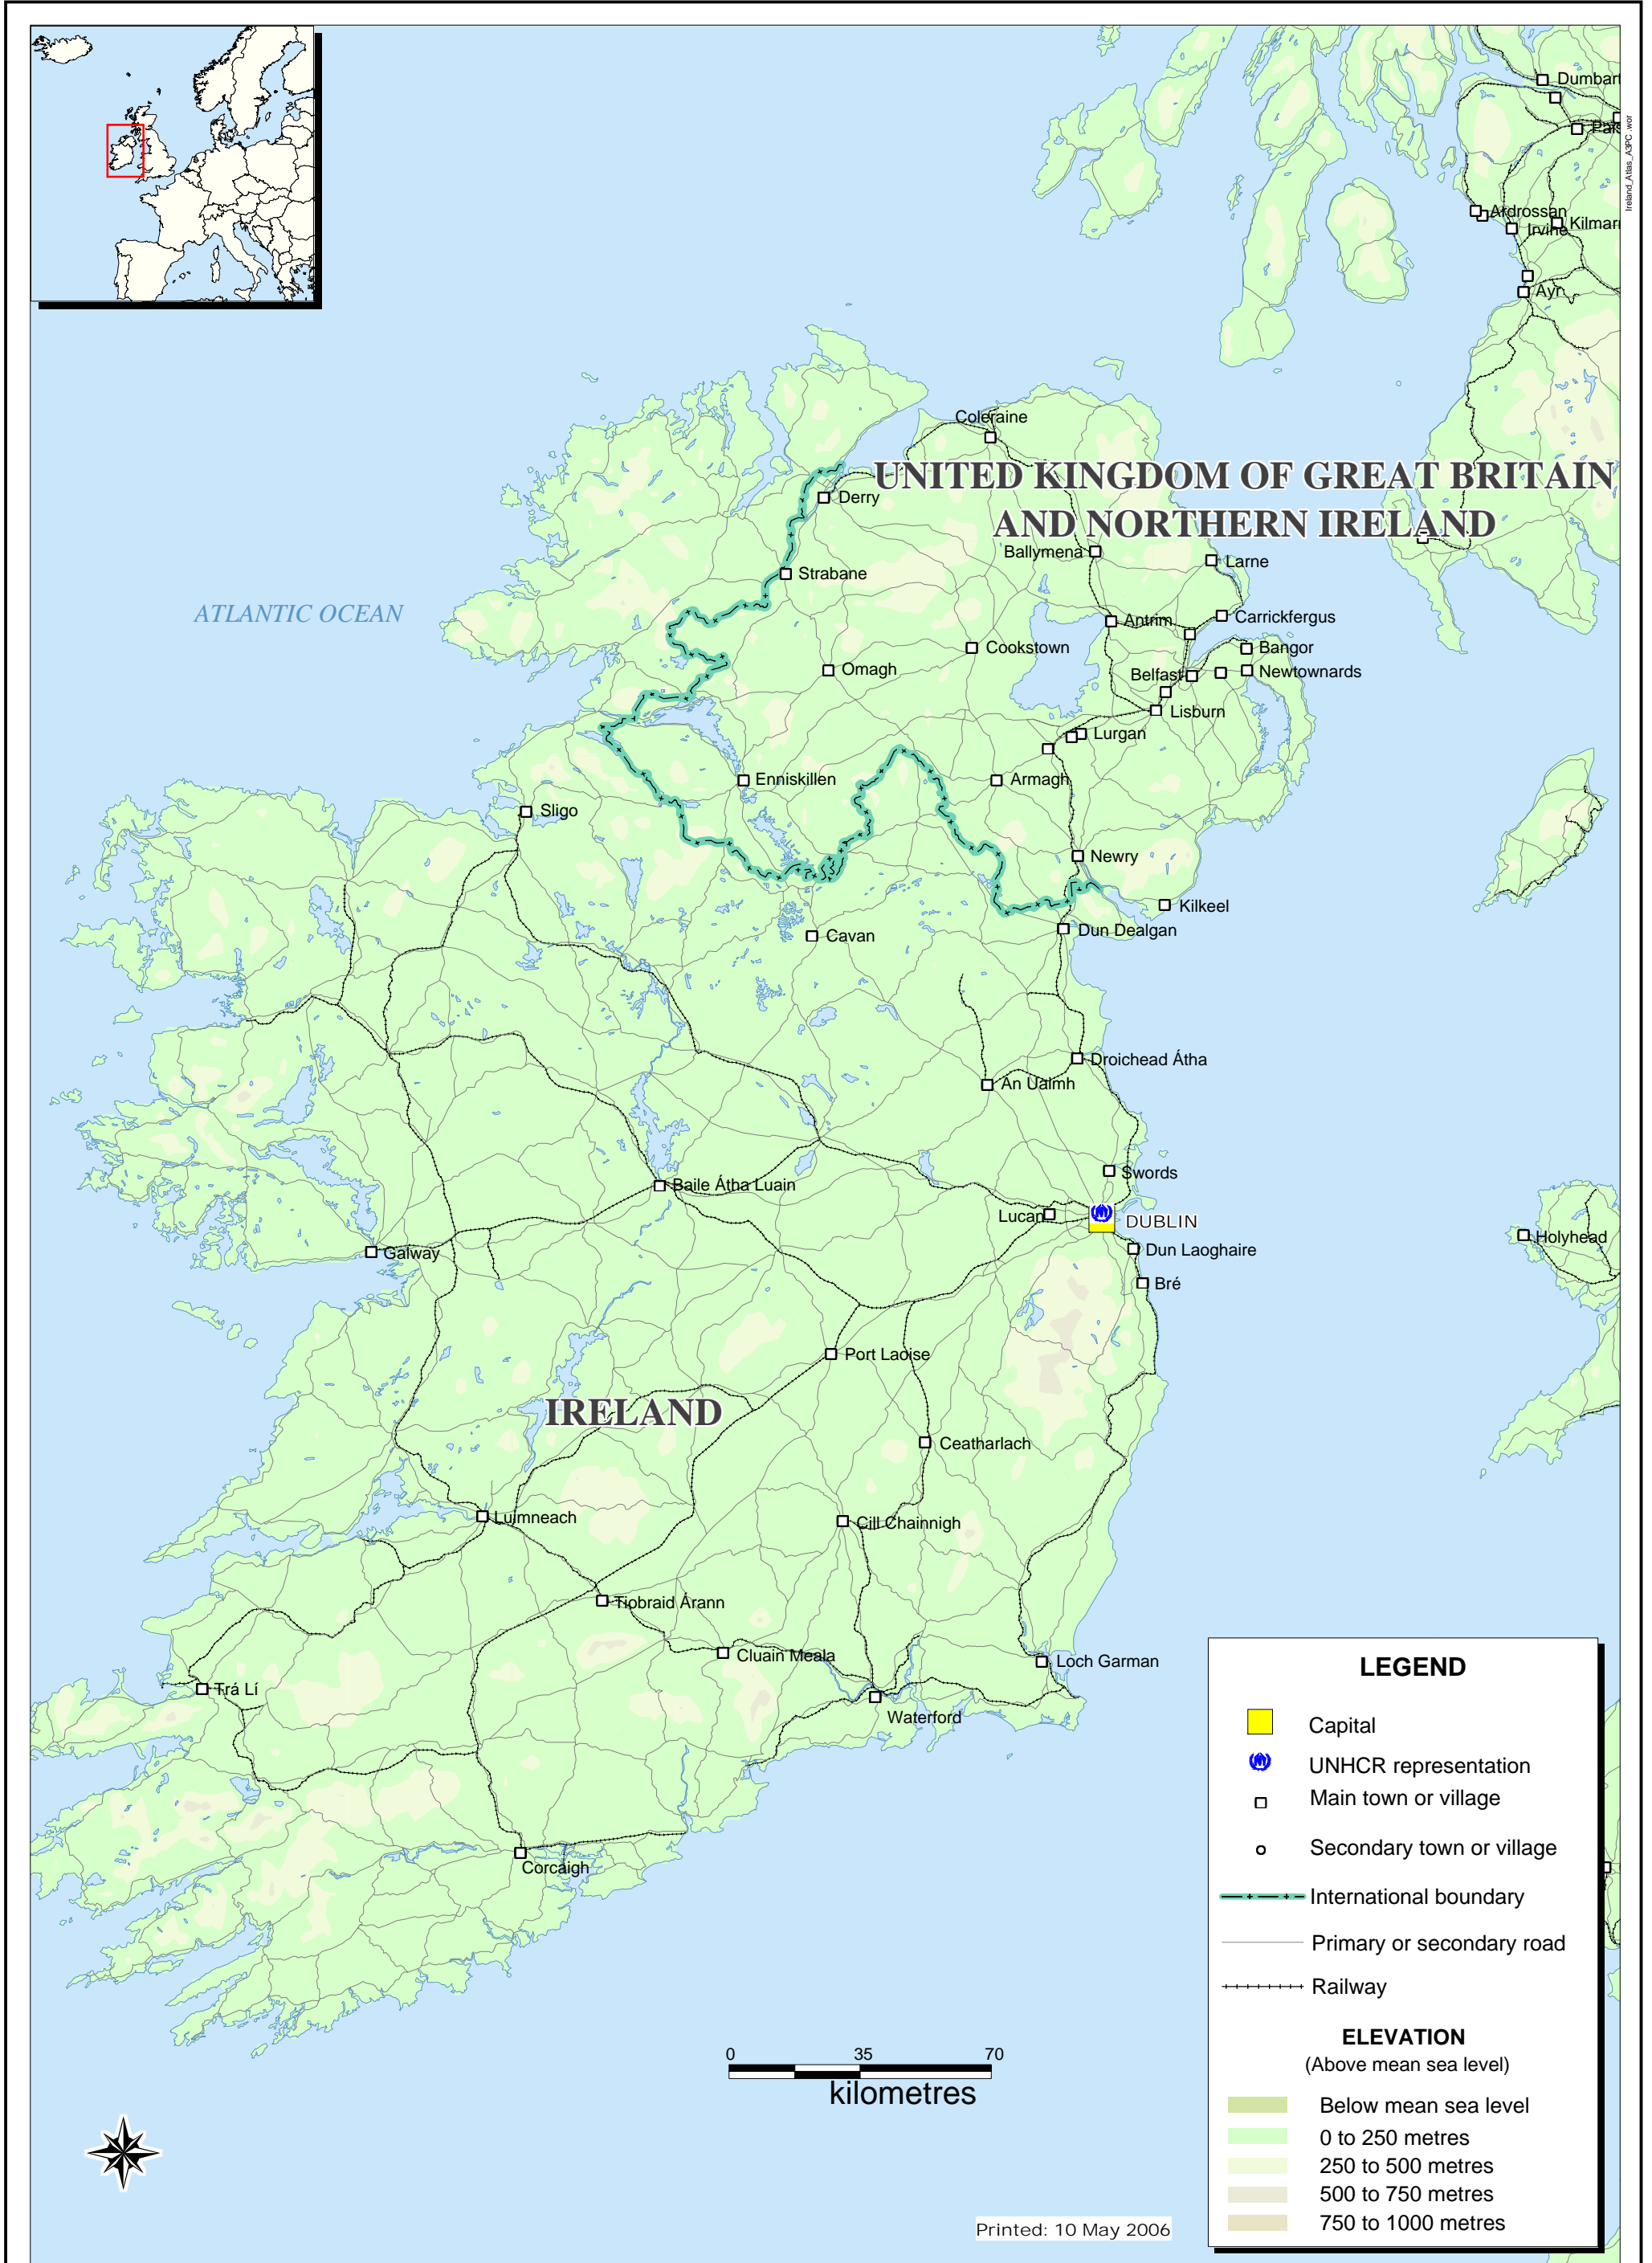 Dumbart
Ireland_Atlas_A3PC .wor
Ardrossan
Kilmarn
Irvine
Ayr
Coleraine
UNITED KINGDOM OF GREAT BRITAIN
AND NORTHERN IRELAND
Derry
Ballymena
Larne
Strabane
ATLANTIC OCEAN
Antrim
Carrickfergus
Cookstown
Bangor
Omagh
Belfast
Newtownards
Lisburn
Lurgan
Enniskillen
Armagh
Sligo
Newry
Kilkeel
Dun Dealgan
Cavan
Droichead Átha
An Uaimh
Swords
Baile Átha Luain
Lucan
DUBLIN
Holyhead
Galway
Dun Laoghaire
Bré
Port Laoise
IRELAND
Ceatharlach
Luimneach
Cill Chainnigh
Tiobraid Árann
Cluain Meala
Loch Garman
Trá Lí
Waterford
Corcaigh
LEGEND
Capital
UNHCR representation
Main town or village
Secondary town or village
International boundary
Primary or secondary road
Railway
ELEVATION
(Above mean sea level)
Below mean sea level
0 to 250 metres
250 to 500 metres
500 to 750 metres
750 to 1000 metres
0 35 70
kilometres
Printed: 10 May 2006